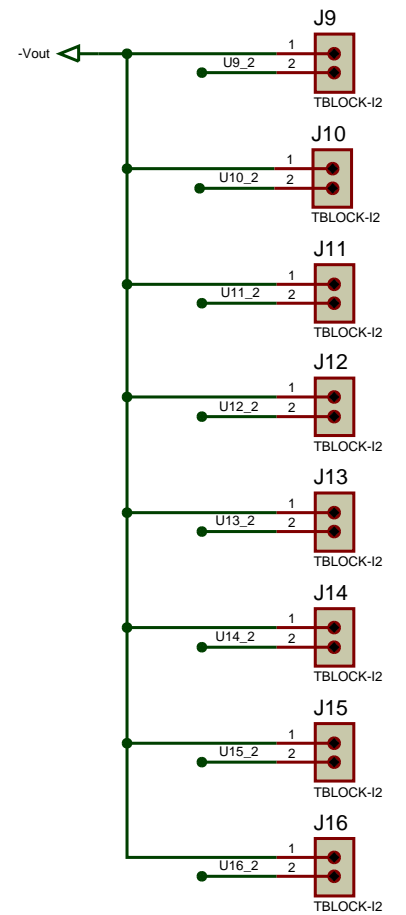 J9
-Vout
1
U9_2 2
TBLOCK-I2
J10
1
U10_2 2
TBLOCK-I2
J11
1
U11_2 2
TBLOCK-I2
J12
1
U12_2 2
TBLOCK-I2
J13
1
U13_2 2
TBLOCK-I2
J14
1
U14_2 2
TBLOCK-I2
J15
1
U15_2 2
TBLOCK-I2
J16
1
U16_2 2
TBLOCK-I2